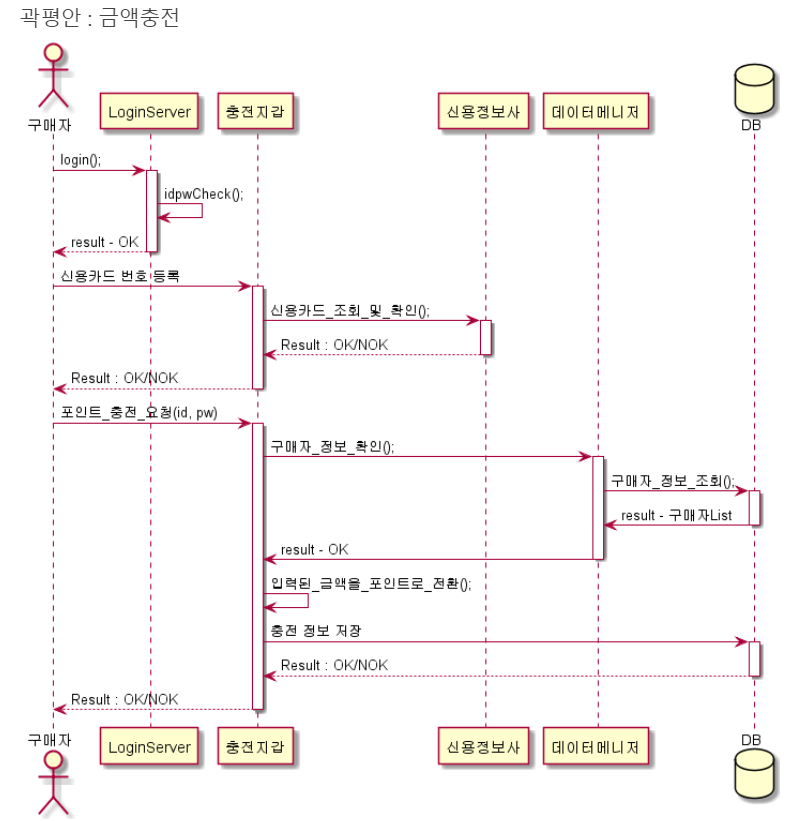 곽평안 : 금액충전
구매자
LoginServer
충전지갑
신용정보사
데이터메니저
DB
login();
idpwCheck();
result - OK
신용카드 번호 등록
신용카드_조회_및_확인();
Result : OK/NOK
Result : OK/NOK
포인트_충전_요청(id, pw)
구매자_정보_확인();
구매자_정보_조회();
result - 구매자List
result - OK
입력된_금액을_포인트로_전환();
충전 정보 저장
Result : OK/NOK
Result : OK/NOK
구매자
LoginServer
충전지갑
신용정보사
데이터메니저
DB